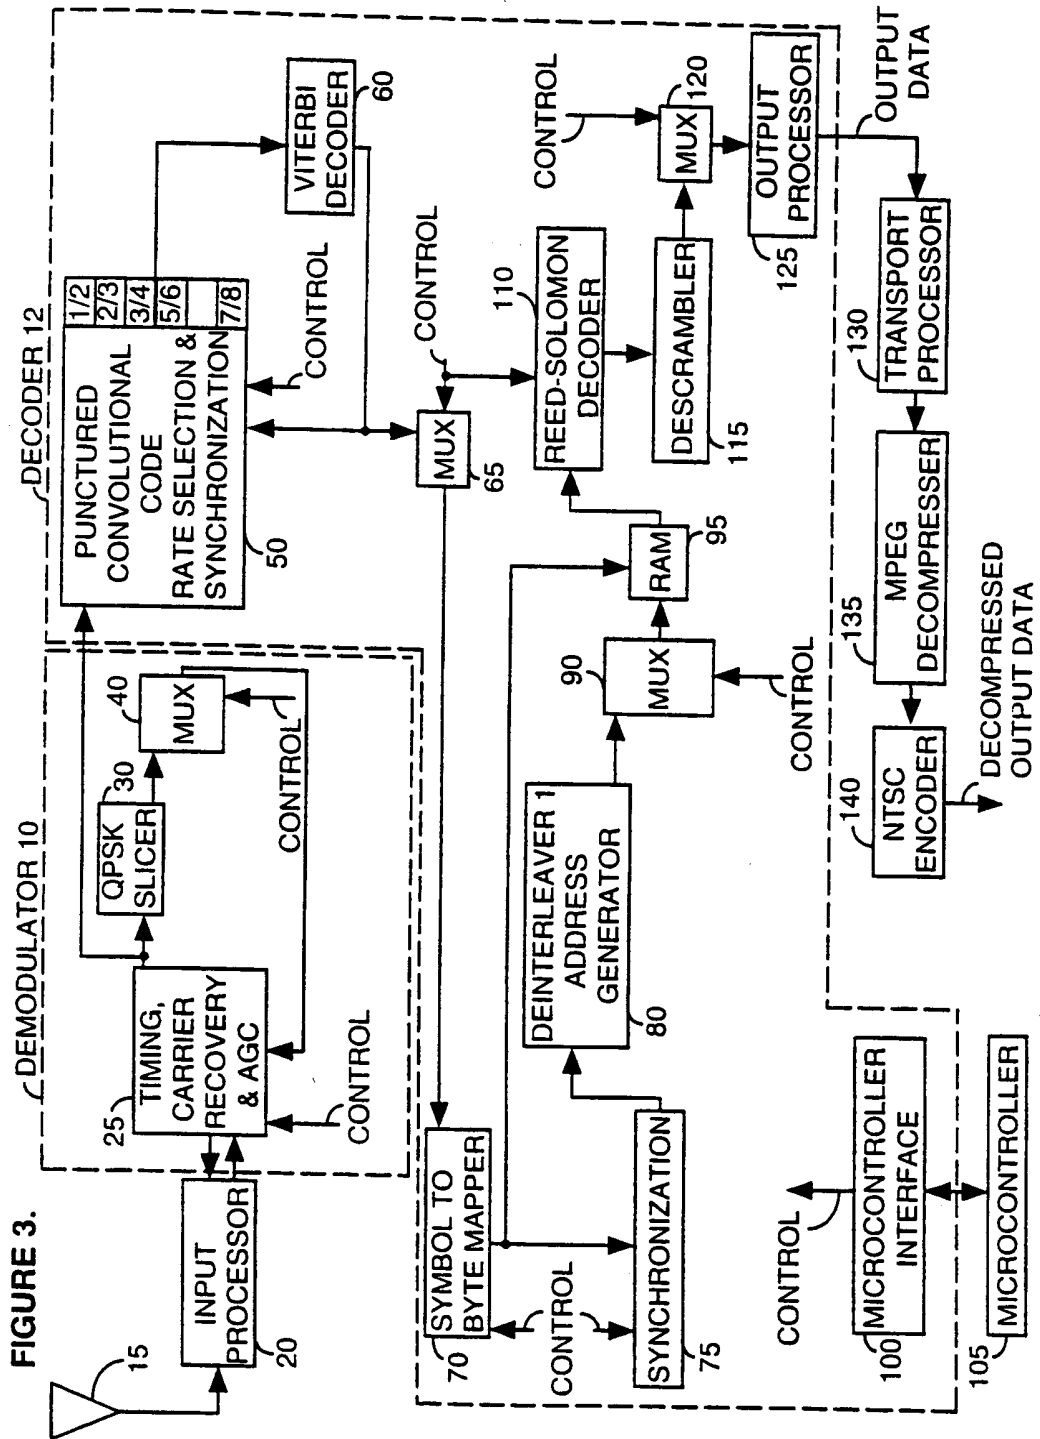 FIGURE 3.
15
INPUT
PROCESSOR
20
DEMODULATOR 10
25
TIMING,
CARRIER
RECOVERY
& AGC
CONTROL
QPSK
SLICER
30
40
MUX
CONTROL
DECODER 12
PUNCTURED
CONVOLUTIONAL
CODE
RATE SELECTION &
SYNCHRONIZATION
50
1/2
2/3
3/4
5/6
7/8
CONTROL
VITERBI
DECODER
60
MUX
65
CONTROL
SYMBOL TO
BYTE MAPPER
70
CONTROL
SYNCHRONIZATION
75
DEINTERLEAVER 1
ADDRESS
GENERATOR
80
90
MUX
CONTROL
RAM
95
REED-SOLOMON
DECODER
110
DESCRAMBLER
115
CONTROL
MUX
120
OUTPUT
PROCESSOR
125
OUTPUT
DATA
CONTROL
MICROCONTROLLER
INTERFACE
100
MICROCONTROLLER
105
TRANSPORT
PROCESSOR
130
MPEG
DECOMPRESSER
135
NTSC
ENCODER
140
DECOMPRESSED
OUTPUT DATA